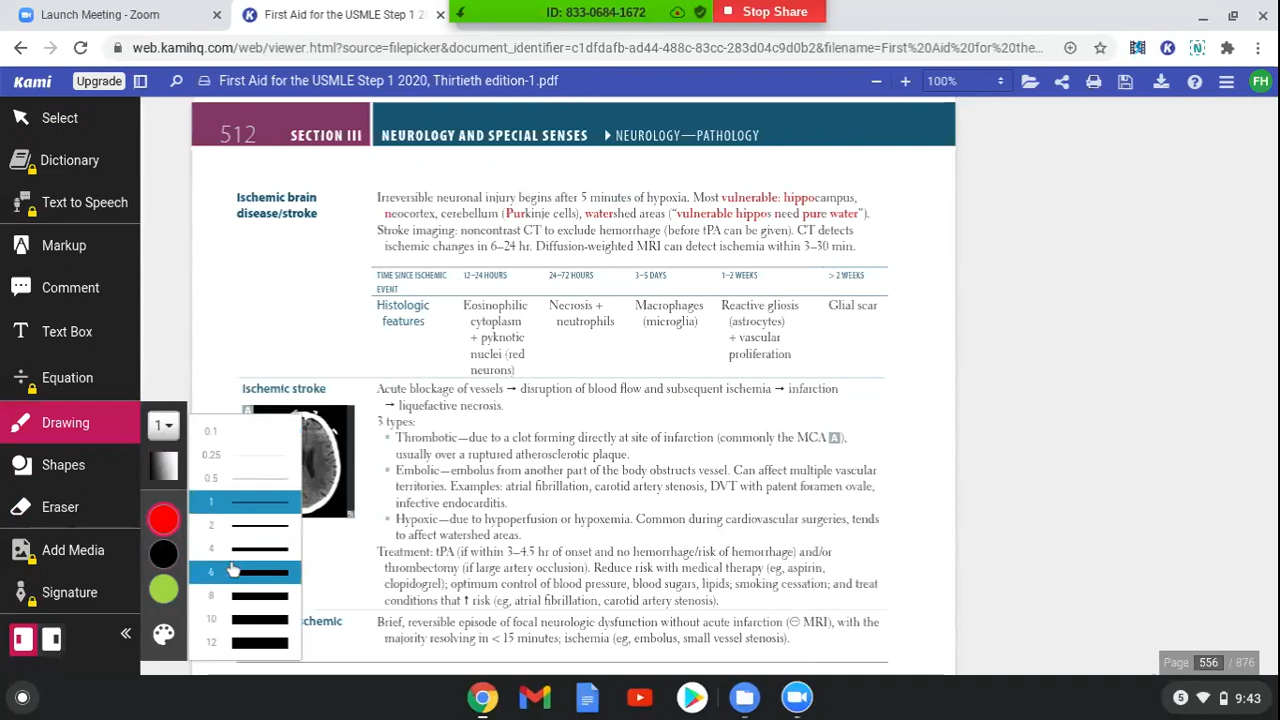 Launch Meeting - Zoom
First Aid for the USMLE Step 1 2
ID: 833-0684-1672
Stop Share
web.kamihq.com/web/viewer.html?source=filepicker&document_identifier=c1dfdafb-ad44-488c-83cc-283d04c9d0b2&filename=First%20Aid%20for%20the...
Kami
Upgrade
First Aid for the USMLE Step 1 2020, Thirtieth edition-1.pdf
100%
FH
Select
Dictionary
Text to Speech
Markup
Comment
Text Box
Equation
Drawing
Shapes
Eraser
Add Media
Signature
1
0.1
0.25
0.5
1
2
4
6
8
10
12
512 SECTION III NEUROLOGY AND SPECIAL SENSES NEUROLOGY—PATHOLOGY
Ischemic brain
disease/stroke
Irreversible neuronal injury begins after 5 minutes of hypoxia. Most vulnerable: hippocampus,
neocortex, cerebellum (Purkinje cells), watershed areas (“vulnerable hippos need pure water”).
Stroke imaging: noncontrast CT to exclude hemorrhage (before tPA can be given). CT detects
ischemic changes in 6–24 hr. Diffusion-weighted MRI can detect ischemia within 3–30 min.
TIME SINCE ISCHEMIC
EVENT
12–24 HOURS
24–72 HOURS
3–5 DAYS
1–2 WEEKS
> 2 WEEKS
Histologic
features
Eosinophilic
cytoplasm
+ pyknotic
nuclei (red
neurons)
Necrosis +
neutrophils
Macrophages
(microglia)
Reactive gliosis
(astrocytes)
+ vascular
proliferation
Glial scar
Ischemic stroke
A
Acute blockage of vessels → disruption of blood flow and subsequent ischemia → infarction
→ liquefactive necrosis.
3 types:
▪ Thrombotic—due to a clot forming directly at site of infarction (commonly the MCA A),
usually over a ruptured atherosclerotic plaque.
▪ Embolic—embolus from another part of the body obstructs vessel. Can affect multiple vascular
territories. Examples: atrial fibrillation, carotid artery stenosis, DVT with patent foramen ovale,
infective endocarditis.
▪ Hypoxic—due to hypoperfusion or hypoxemia. Common during cardiovascular surgeries, tends
to affect watershed areas.
Treatment: tPA (if within 3–4.5 hr of onset and no hemorrhage/risk of hemorrhage) and/or
thrombectomy (if large artery occlusion). Reduce risk with medical therapy (eg, aspirin,
clopidogrel); optimum control of blood pressure, blood sugars, lipids; smoking cessation; and treat
conditions that ↑ risk (eg, atrial fibrillation, carotid artery stenosis).
schemic
Brief, reversible episode of focal neurologic dysfunction without acute infarction (⊝ MRI), with the
majority resolving in < 15 minutes; ischemia (eg, embolus, small vessel stenosis).
Page 556 / 876
5
9:43